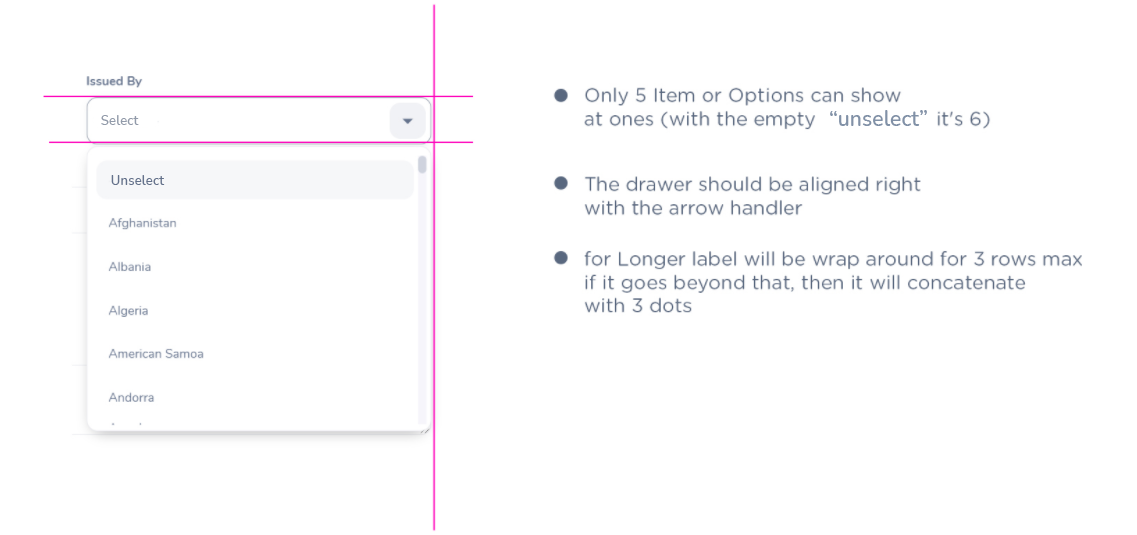 Issued By
Select
Unselect
Afghanistan
Albania
Algeria
American Samoa
Andorra
Only 5 Item or Options can show
at ones (with the empty “unselect” it's 6)
The drawer should be aligned right
with the arrow handler
for Longer label will be wrap around for 3 rows max
if it goes beyond that, then it will concatenate
with 3 dots